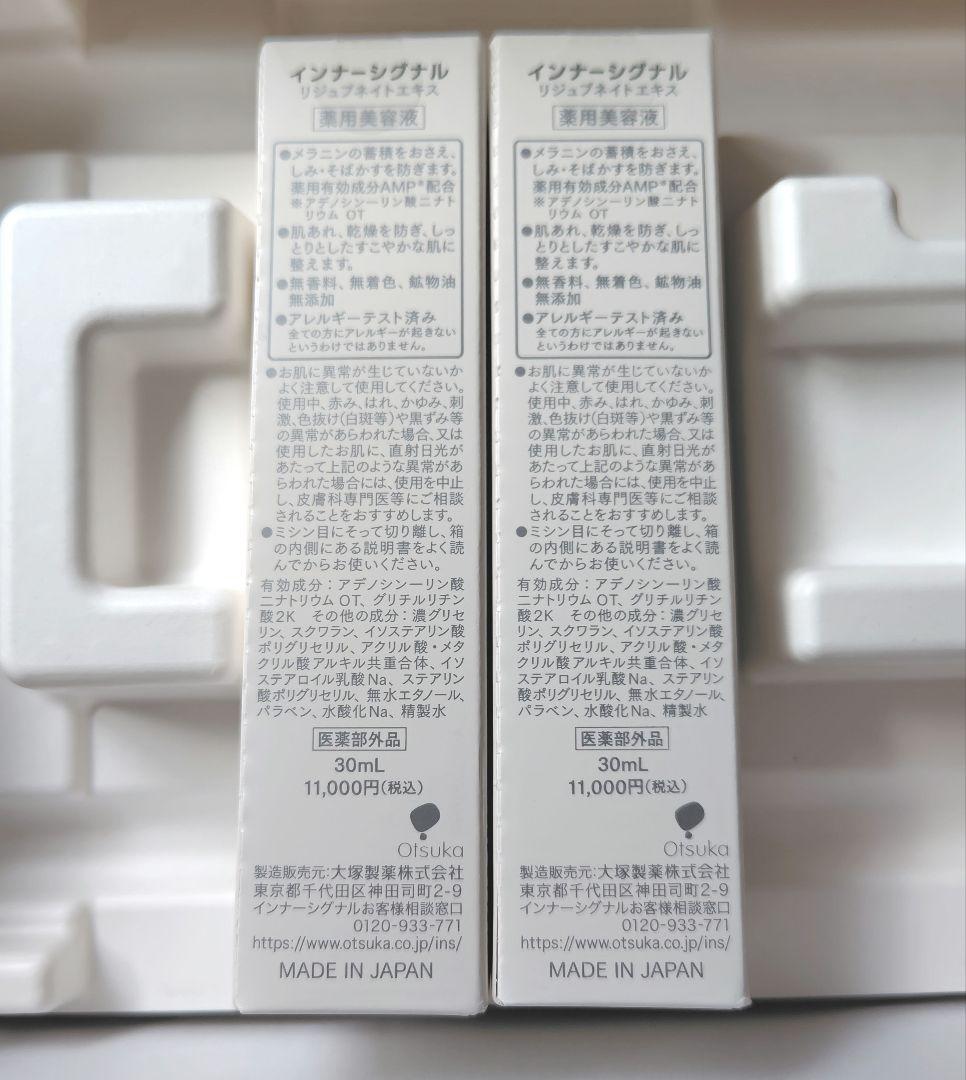 インナーシグナル
リジュブネイトエキス
薬用美容液
●メラニンの蓄積をおさえ、
しみ・そばかすを防ぎます。
薬用有効成分AMP※配合
※アデノシン一リン酸二ナト
リウム OT
●肌あれ、乾燥を防ぎ、しっ
とりとしたすこやかな肌に
整えます。
●無香料、無着色、鉱物油
無添加
●アレルギーテスト済み
全ての方にアレルギーが起きない
というわけではありません。
●お肌に異常が生じていないか
よく注意して使用してください。
使用中、赤み、はれ、かゆみ、刺
激、色抜け(白斑等)や黒ずみ等
の異常があらわれた場合、又は
使用したお肌に、直射日光が
あたって上記のような異常があ
らわれた場合には、使用を中止
し、皮膚科専門医等にご相談
されることをおすすめします。
●ミシン目にそって切り離し、箱
の内側にある説明書をよく読
んでからお使いください。
有効成分：アデノシン一リン酸
二ナトリウム OT、グリチルリチン
酸2K その他の成分：濃グリセ
リン、スクワラン、イソステアリン酸
ポリグリセリル、アクリル酸・メタ
クリル酸アルキル共重合体、イソ
ステアロイル乳酸Na、ステアリン
酸ポリグリセリル、無水エタノール、
パラベン、水酸化Na、精製水
医薬部外品
30mL
11,000円(税込)
Otsuka
製造販売元：大塚製薬株式会社
東京都千代田区神田司町2-9
インナーシグナルお客様相談窓口
0120-933-771
https://www.otsuka.co.jp/ins/
MADE IN JAPAN
インナーシグナル
リジュブネイトエキス
薬用美容液
●メラニンの蓄積をおさえ、
しみ・そばかすを防ぎます。
薬用有効成分AMP※配合
※アデノシン一リン酸二ナト
リウム OT
●肌あれ、乾燥を防ぎ、しっ
とりとしたすこやかな肌に
整えます。
●無香料、無着色、鉱物油
無添加
●アレルギーテスト済み
全ての方にアレルギーが起きない
というわけではありません。
●お肌に異常が生じていないか
よく注意して使用してください。
使用中、赤み、はれ、かゆみ、刺
激、色抜け(白斑等)や黒ずみ等
の異常があらわれた場合、又は
使用したお肌に、直射日光が
あたって上記のような異常があ
らわれた場合には、使用を中止
し、皮膚科専門医等にご相談
されることをおすすめします。
●ミシン目にそって切り離し、箱
の内側にある説明書をよく読
んでからお使いください。
有効成分：アデノシン一リン酸
二ナトリウム OT、グリチルリチン
酸2K その他の成分：濃グリセ
リン、スクワラン、イソステアリン酸
ポリグリセリル、アクリル酸・メタ
クリル酸アルキル共重合体、イソ
ステアロイル乳酸Na、ステアリン
酸ポリグリセリル、無水エタノール、
パラベン、水酸化Na、精製水
医薬部外品
30mL
11,000円(税込)
Otsuka
製造販売元：大塚製薬株式会社
東京都千代田区神田司町2-9
インナーシグナルお客様相談窓口
0120-933-771
https://www.otsuka.co.jp/ins/
MADE IN JAPAN